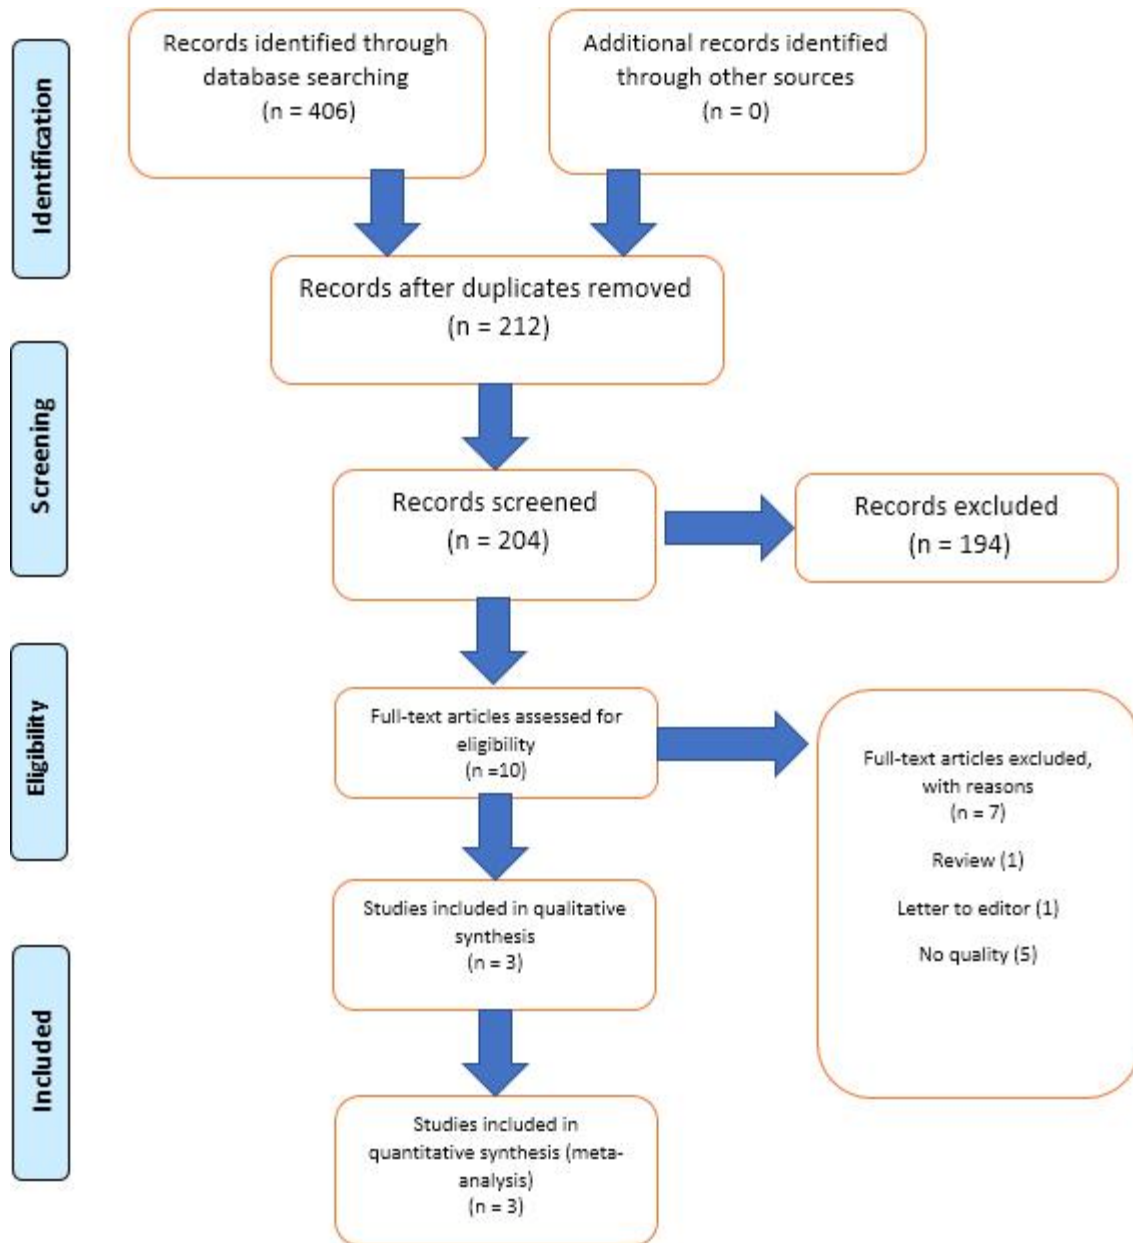 Identification
Records identified through
database searching
(n = 406)
Additional records identified
through other sources
(n = 0)
Records after duplicates removed
(n = 212)
Screening
Records screened
(n = 204)
Records excluded
(n = 194)
Eligibility
Full-text articles assessed for
eligibility
(n =10)
Full-text articles excluded,
with reasons
(n = 7)
Review (1)
Letter to editor (1)
No quality (5)
Studies included in qualitative
synthesis
(n = 3)
Included
Studies included in
quantitative synthesis (meta-
analysis)
(n = 3)